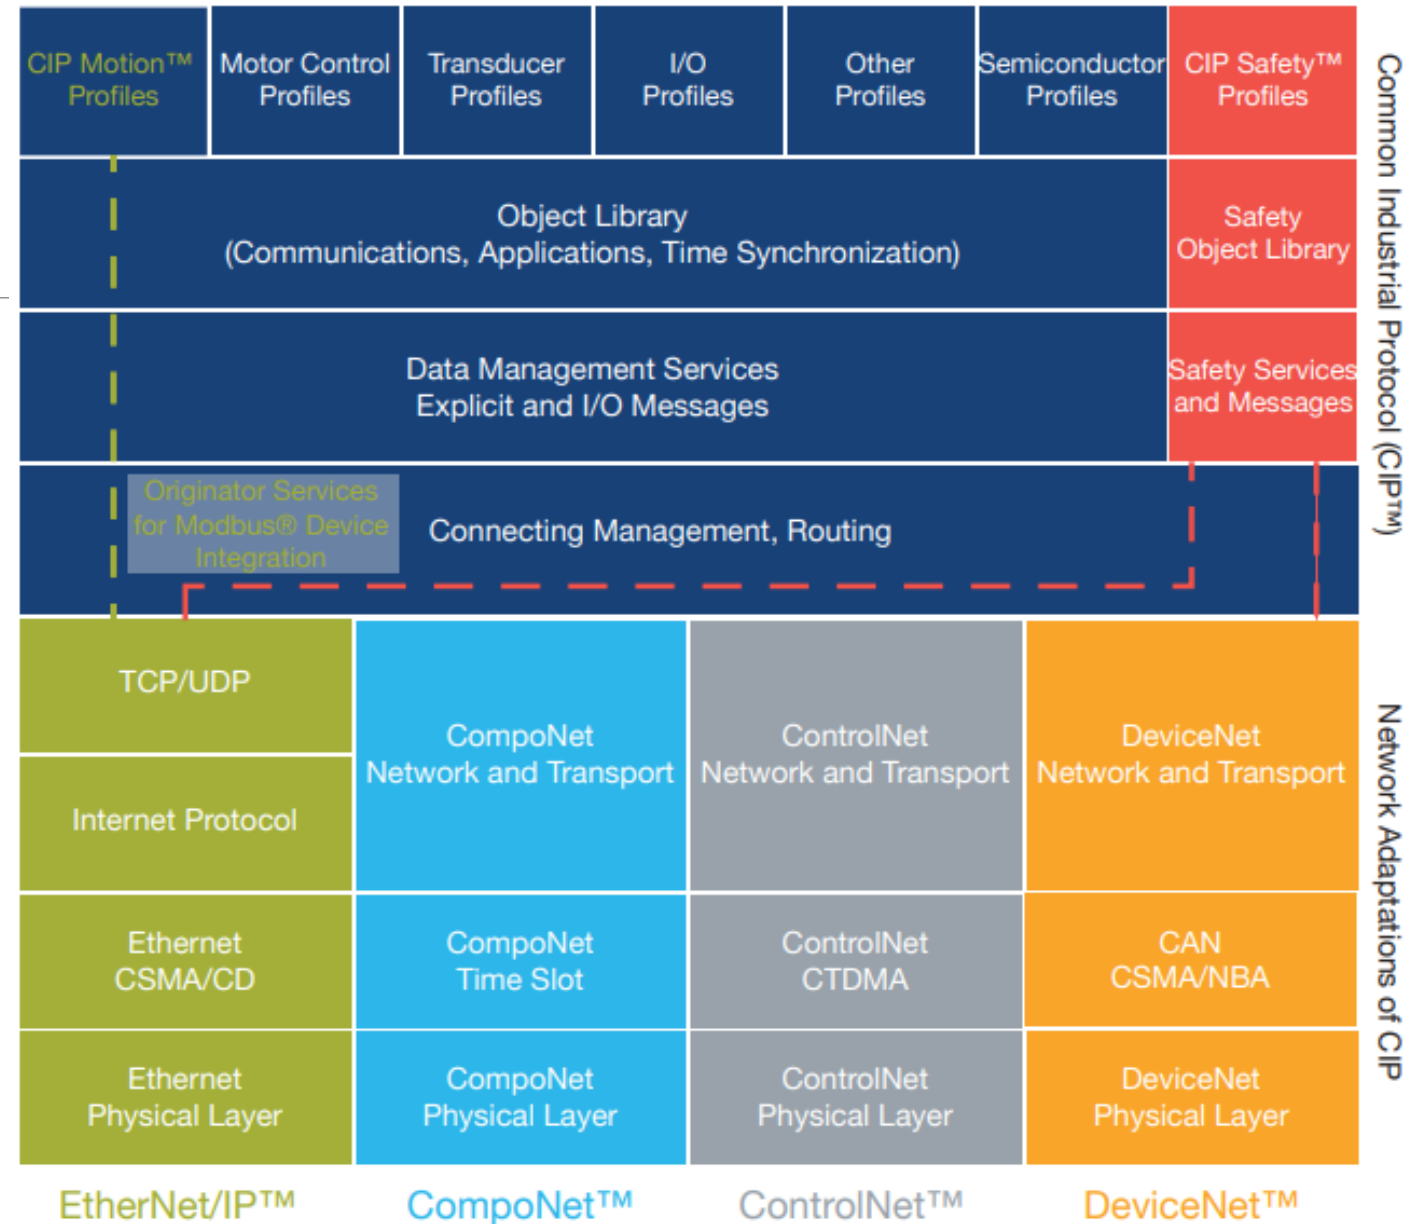 CIP Motion™
Profiles
Motor Control
Profiles
Transducer
Profiles
I/O
Profiles
Other
Profiles
Semiconductor
Profiles
CIP Safety™
Profiles
Object Library
(Communications, Applications, Time Synchronization)
Safety
Object Library
Data Management Services
Explicit and I/O Messages
Safety Services
and Messages
Originator Services
for Modbus® Device
Integration
Connecting Management, Routing
Common Industrial Protocol (CIP™)
TCP/UDP
Internet Protocol
CompoNet
Network and Transport
ControlNet
Network and Transport
DeviceNet
Network and Transport
Ethernet
CSMA/CD
CompoNet
Time Slot
ControlNet
CTDMA
CAN
CSMA/NBA
Ethernet
Physical Layer
CompoNet
Physical Layer
ControlNet
Physical Layer
DeviceNet
Physical Layer
Network Adaptations of CIP
EtherNet/IP™
CompoNet™
ControlNet™
DeviceNet™